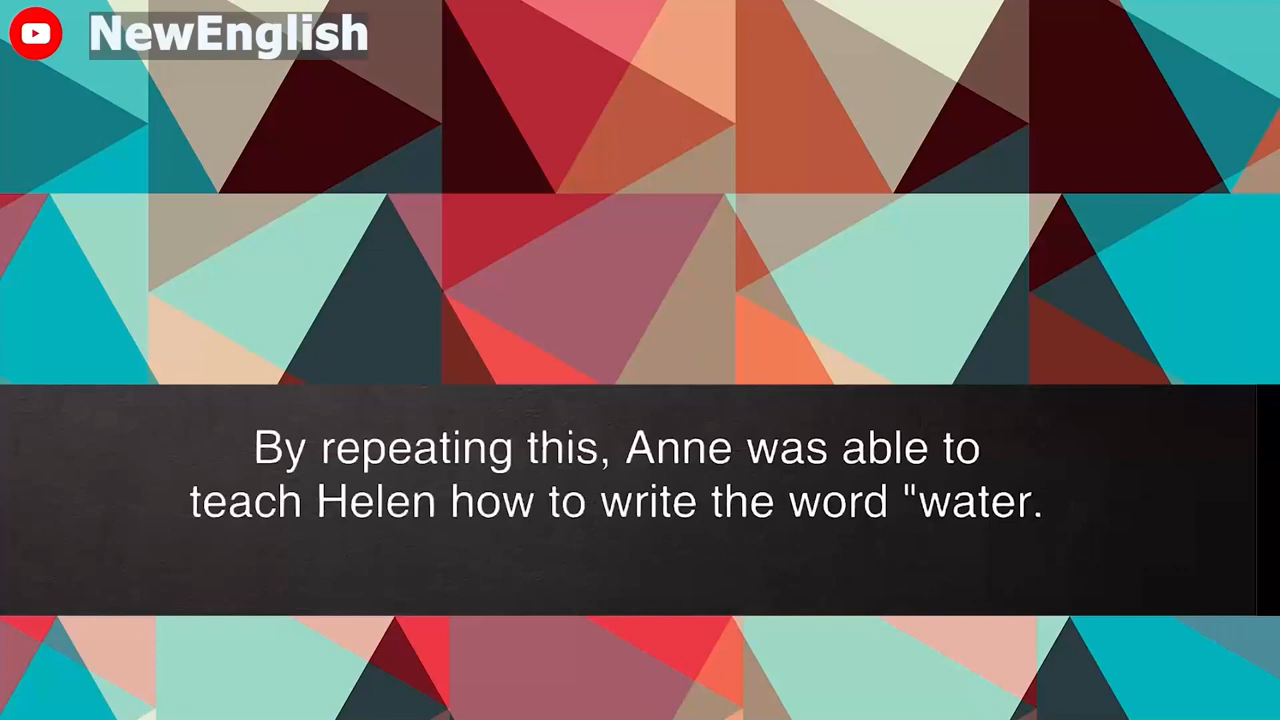 NewEnglish
By repeating this, Anne was able to
teach Helen how to write the word "water.